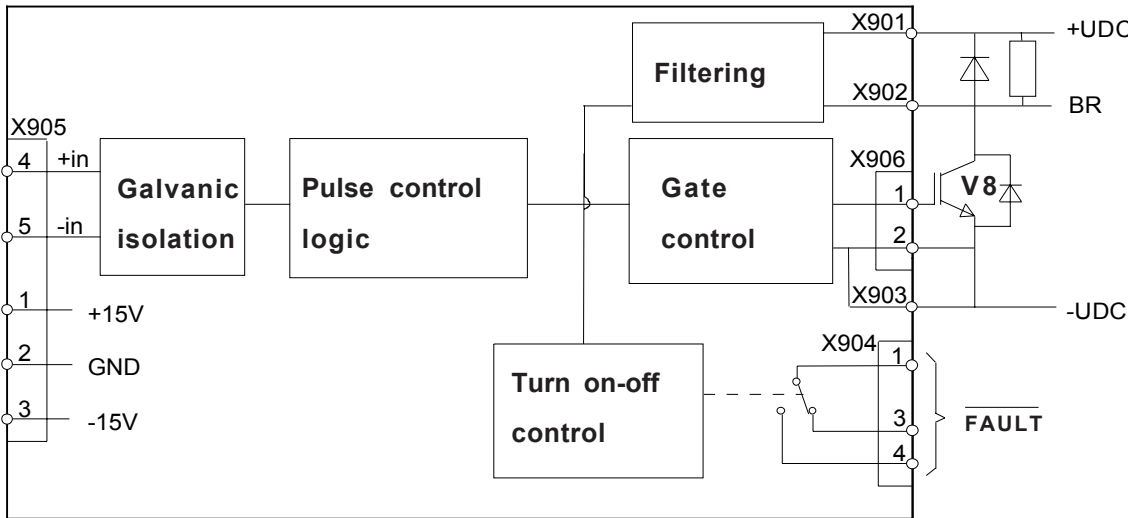 X901
+UDC
Filtering
X902
BR
X905
4
+in
Galvanic
isolation
Pulse control
logic
Gate
control
X906
1
V8
5
-in
2
1
+15V
X903
-UDC
2
GND
3
-15V
Turn on-off
control
X904
1
3
4
FAULT